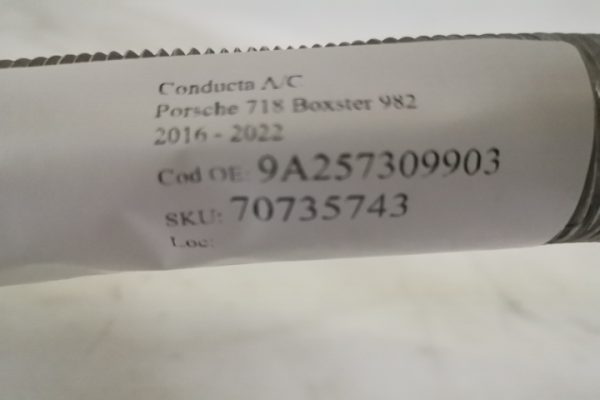 Conducta A/C
Porsche 718 Boxster 982
2016 - 2022
Cod OE: 9A257309903
SKU: 70735743
Loc: